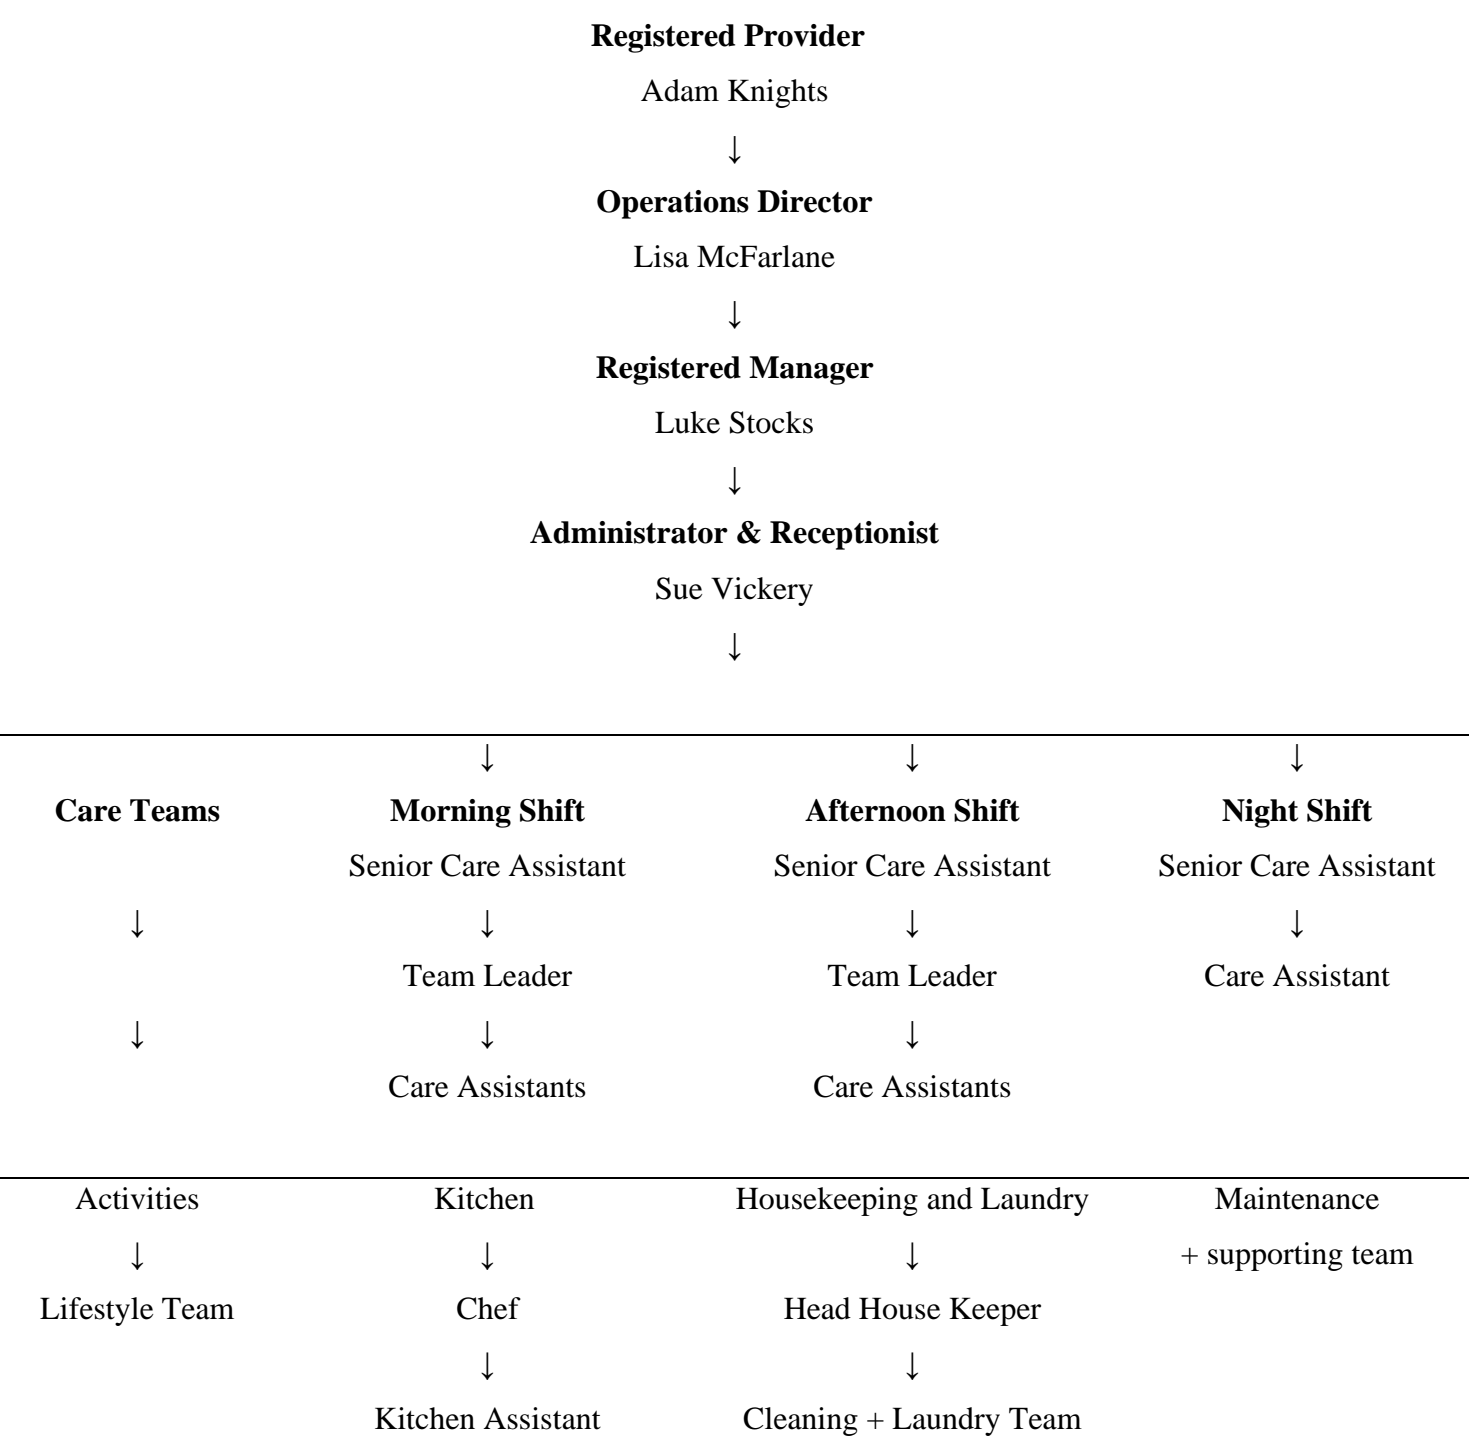 Registered Provider
Adam Knights
↓
Operations Director
Lisa McFarlane
↓
Registered Manager
Luke Stocks
↓
Administrator & Receptionist
Sue Vickery
↓
↓ ↓ ↓
Care Teams Morning Shift Afternoon Shift Night Shift
Senior Care Assistant Senior Care Assistant Senior Care Assistant
↓ ↓ ↓ ↓
Team Leader Team Leader Care Assistant
↓ ↓ ↓
Care Assistants Care Assistants
Activities Kitchen Housekeeping and Laundry Maintenance
↓ ↓ ↓ + supporting team
Lifestyle Team Chef Head House Keeper
↓ ↓
Kitchen Assistant Cleaning + Laundry Team